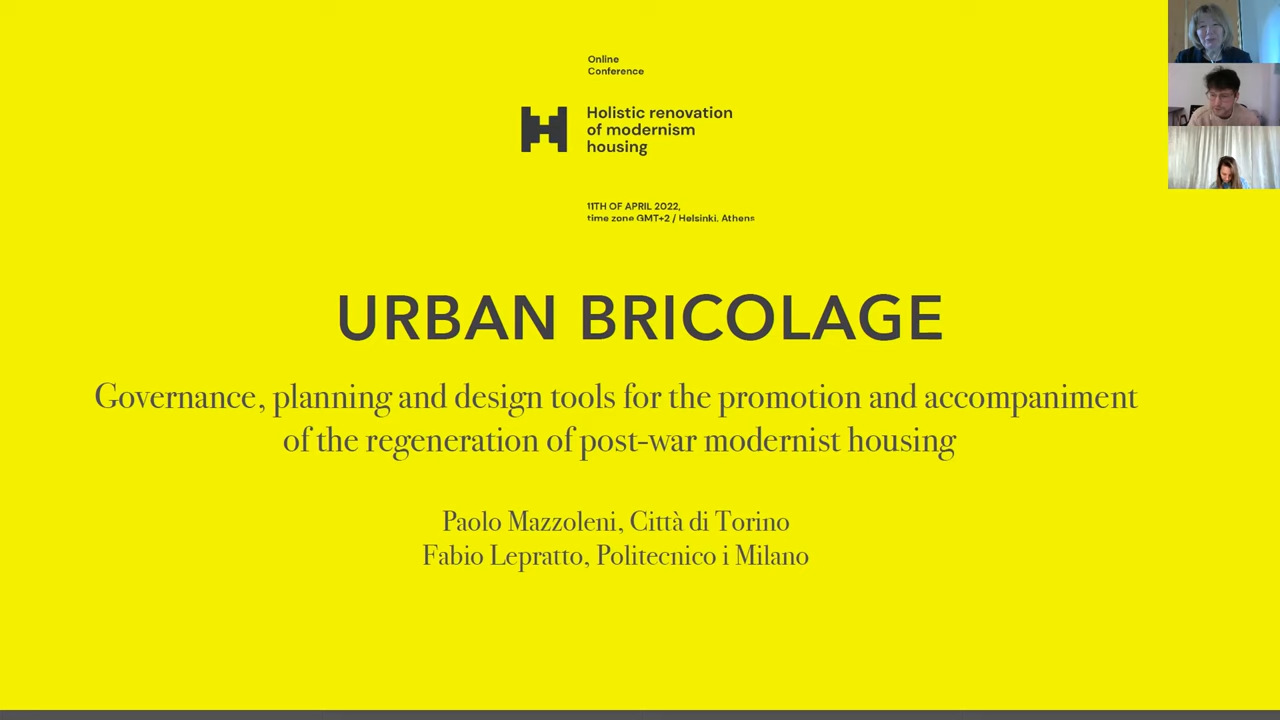 Online
Conference
Holistic renovation
of modernism
housing
11TH OF APRIL 2022,
time zone GMT+2 / Helsinki, Athens
URBAN BRICOLAGE
Governance, planning and design tools for the promotion and accompaniment
of the regeneration of post-war modernist housing
Paolo Mazzoleni, Città di Torino
Fabio Lepratto, Politecnico i Milano